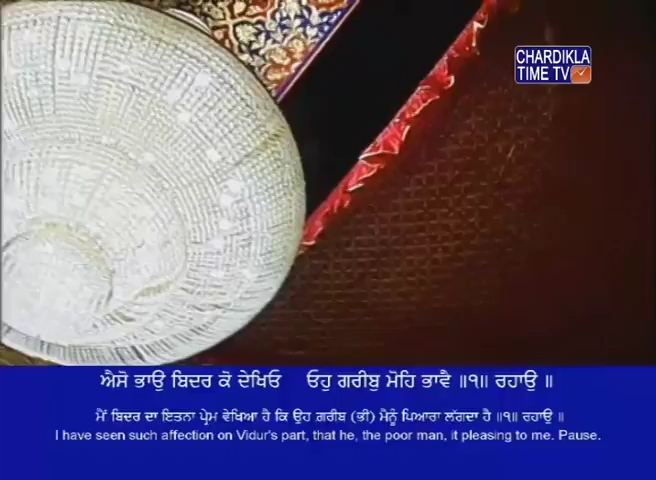 CHARDIKLA
TIME TV
ਐਸੋ ਭਾਉ ਬਿਦਰ ਕੋ ਦੇਖਿਓ ਓਹੁ ਗਰੀਬੁ ਮੋਹਿ ਭਾਵੈ ॥੧॥ ਰਹਾਉ ॥
ਮੈਂ ਬਿਦਰ ਦਾ ਇਤਨਾ ਪ੍ਰੇਮ ਵੇਖਿਆ ਹੈ ਕਿ ਉਹ ਗ਼ਰੀਬ (ਭੀ) ਮੈਨੂੰ ਪਿਆਰਾ ਲੱਗਦਾ ਹੈ ॥੧॥ ਰਹਾਉ ॥
I have seen such affection on Vidur's part, that he, the poor man, it pleasing to me. Pause.